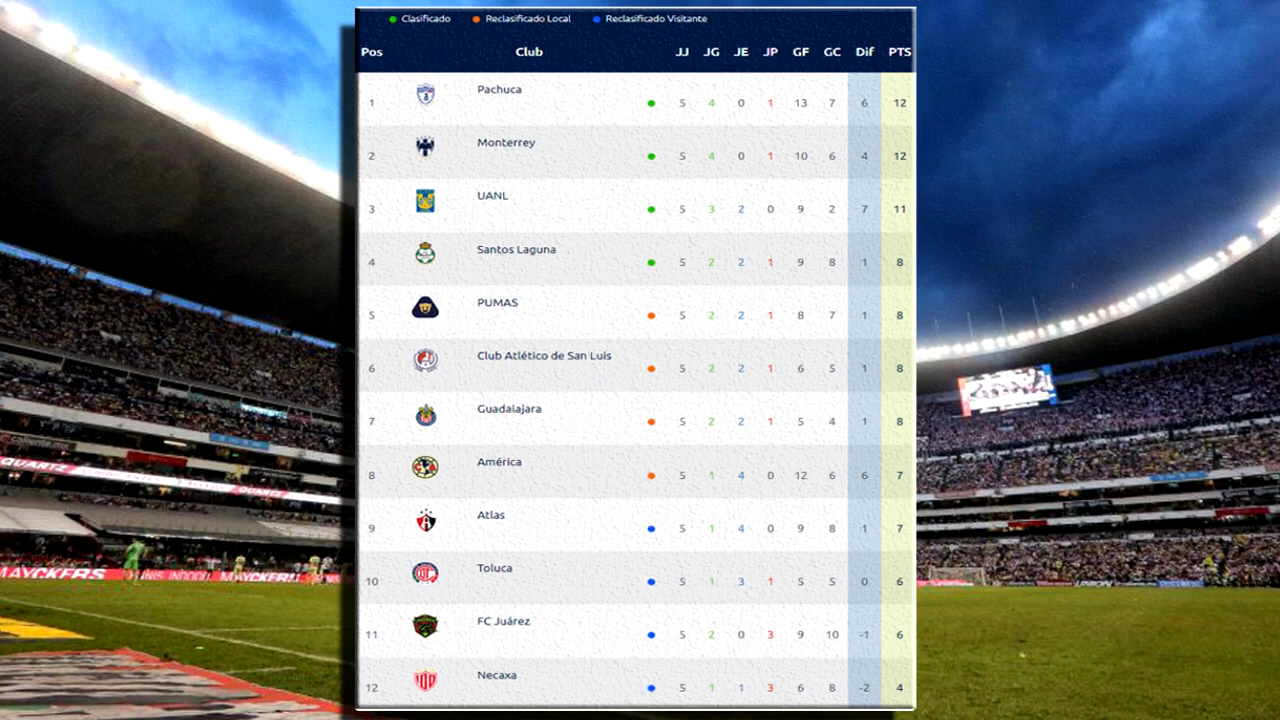 Clasificado Reclasificado Local Reclasificado Visitante
Pos Club JJ JG JE JP GF GC Dif PTS
1 Pachuca 5 4 0 1 13 7 6 12
2 Monterrey 5 4 0 1 10 6 4 12
3 UANL 5 3 2 0 9 2 7 11
4 Santos Laguna 5 2 2 1 9 8 1 8
5 PUMAS 5 2 2 1 8 7 1 8
6 Club Atlético de San Luis 5 2 2 1 6 5 1 8
7 Guadalajara 5 2 2 1 5 4 1 8
8 América 5 1 4 0 12 6 6 7
9 Atlas 5 1 4 0 9 8 1 7
10 Toluca 5 1 3 1 5 5 0 6
11 FC Juárez 5 2 0 3 9 10 -1 6
12 Necaxa 5 1 1 3 6 8 -2 4
caliente.mx
QUARTZ
QUARTZ
MAYCKERS
MAYCKERS